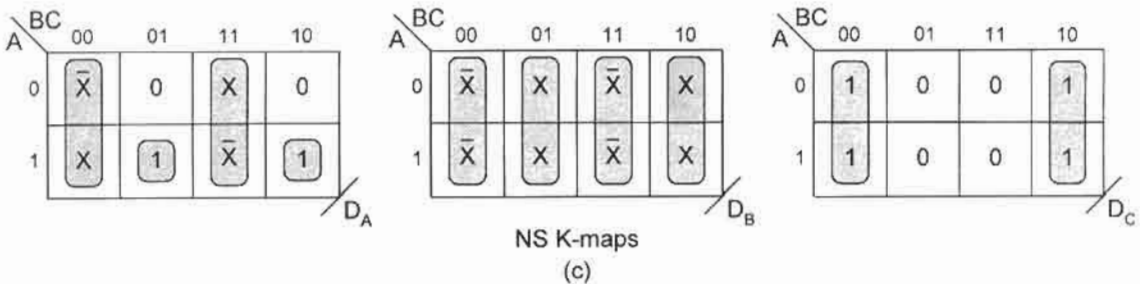 BC BC BC
A 00 01 11 10 A 00 01 11 10 A 00 01 11 10
0 X̄ 0 X 0 0 X̄ X X̄ X 0 1 0 0 1
1 X 1 X̄ 1 1 X̄ X X̄ X 1 1 0 0 1
D_A D_B D_C
NS K-maps
(c)